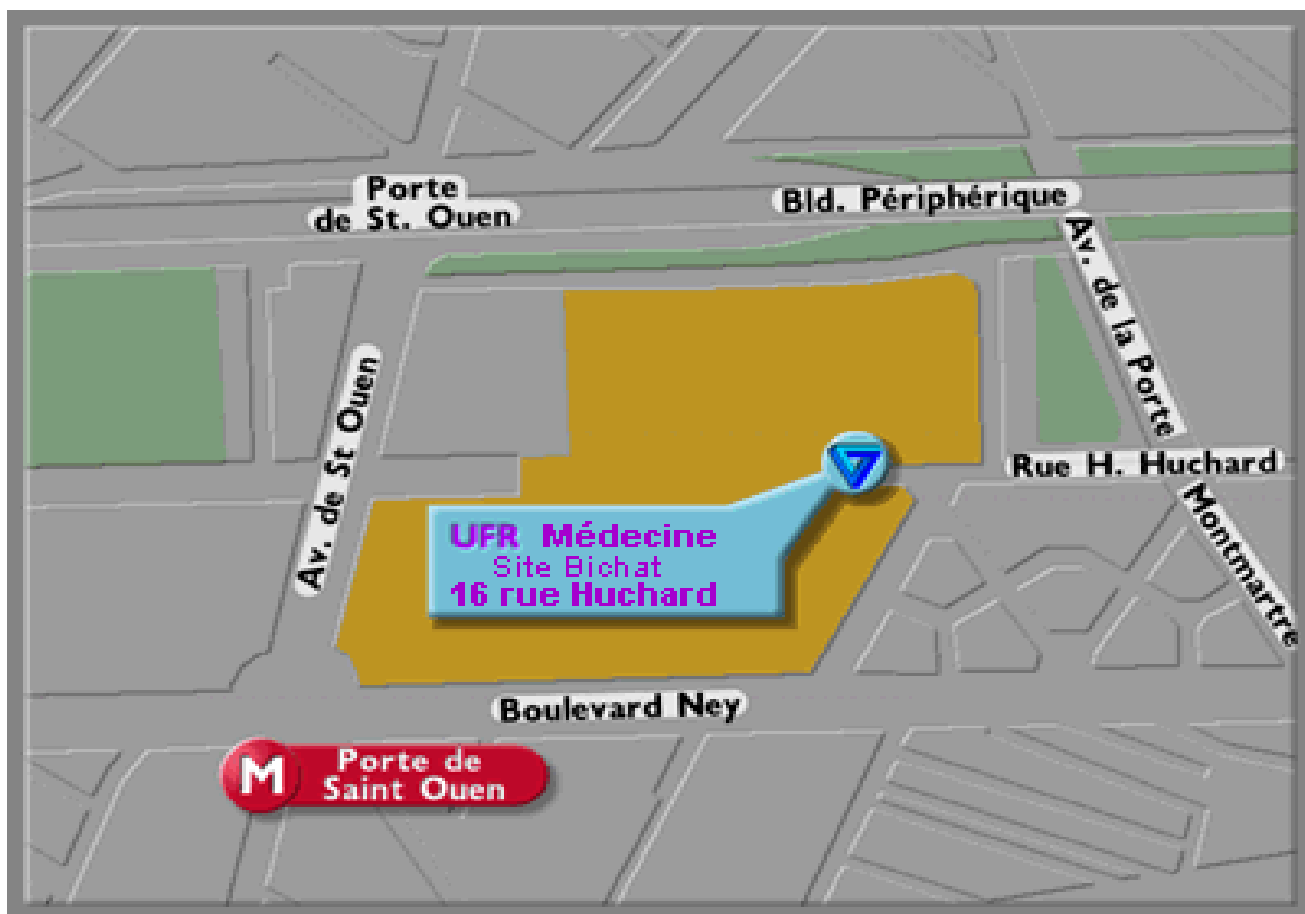 Porte
de St. Ouen
Bld. Périphérique
Av. de la Porte
Montmartre
Av. de St Ouen
Rue H. Huchard
UFR Médecine
Site Bichat
16 rue Huchard
Boulevard Ney
M
Porte de
Saint Ouen